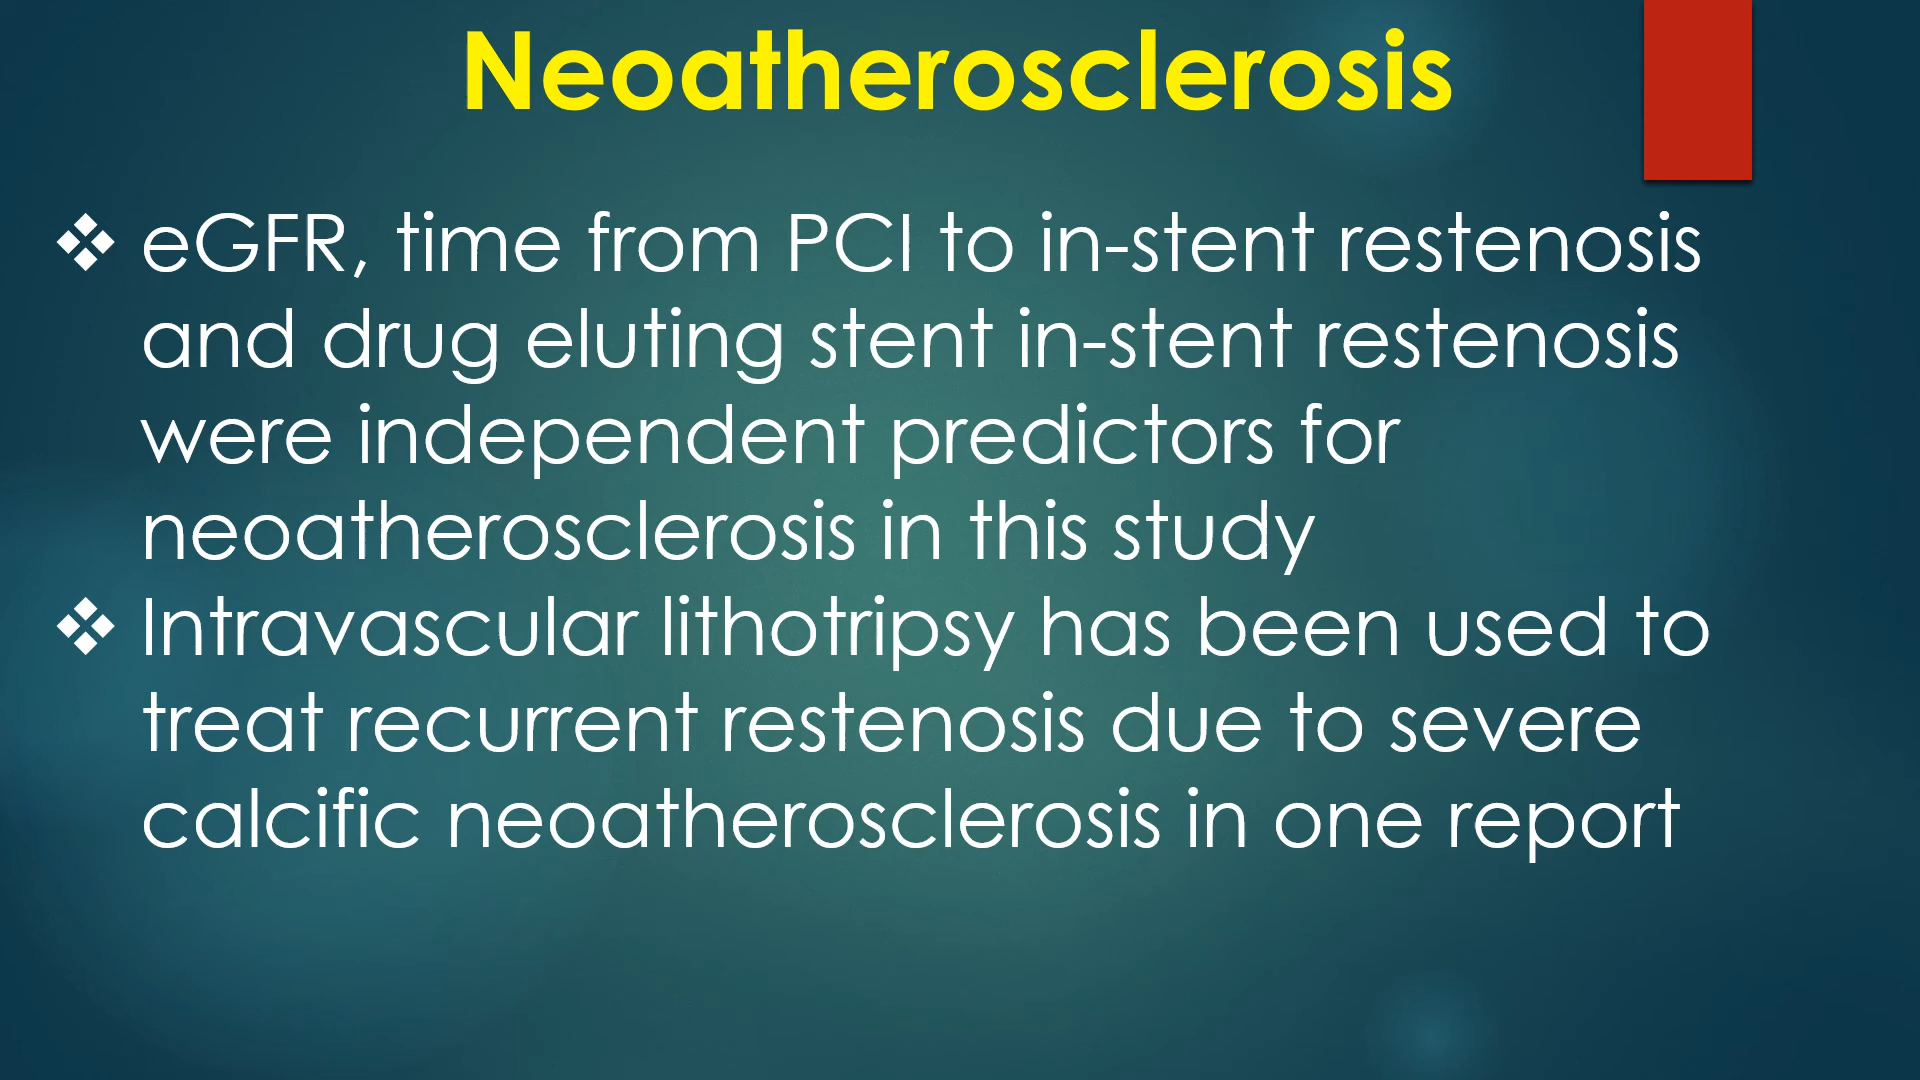 Neoatherosclerosis
❖ eGFR, time from PCI to in-stent restenosis
and drug eluting stent in-stent restenosis
were independent predictors for
neoatherosclerosis in this study
❖ Intravascular lithotripsy has been used to
treat recurrent restenosis due to severe
calcific neoatherosclerosis in one report